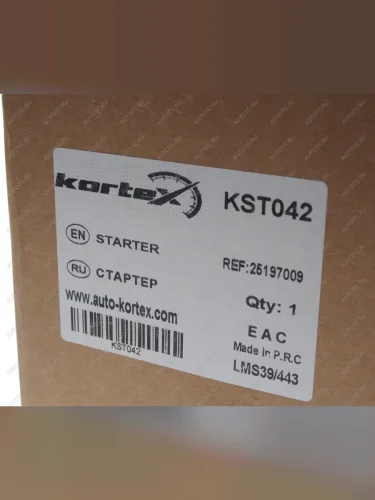 kortex
KST042
EN STARTER
REF:25197009
RU СТАРТЕР
Qty: 1
www.auto-kortex.com
EAC
Made in P.R.C
KST042
LMS39/443